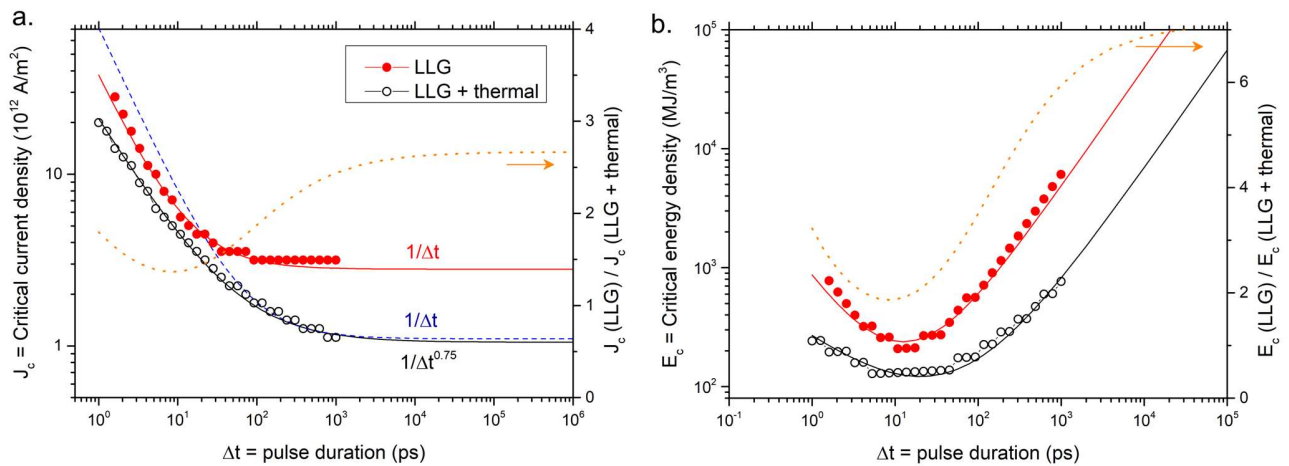 a.
J_c = Critical current density (10^12 A/m^2)
10
1
LLG
LLG + thermal
1/Δt
1/Δt
1/Δt^0.75
4
3
2
1
0
J_c (LLG) / J_c (LLG + thermal)
10^0 10^1 10^2 10^3 10^4 10^5 10^6
Δt = pulse duration (ps)
b.
E_c = Critical energy density (MJ/m^3)
10^5
10^4
10^3
10^2
6
4
2
0
E_c (LLG) / E_c (LLG + thermal)
10^-1 10^0 10^1 10^2 10^3 10^4 10^5
Δt = pulse duration (ps)